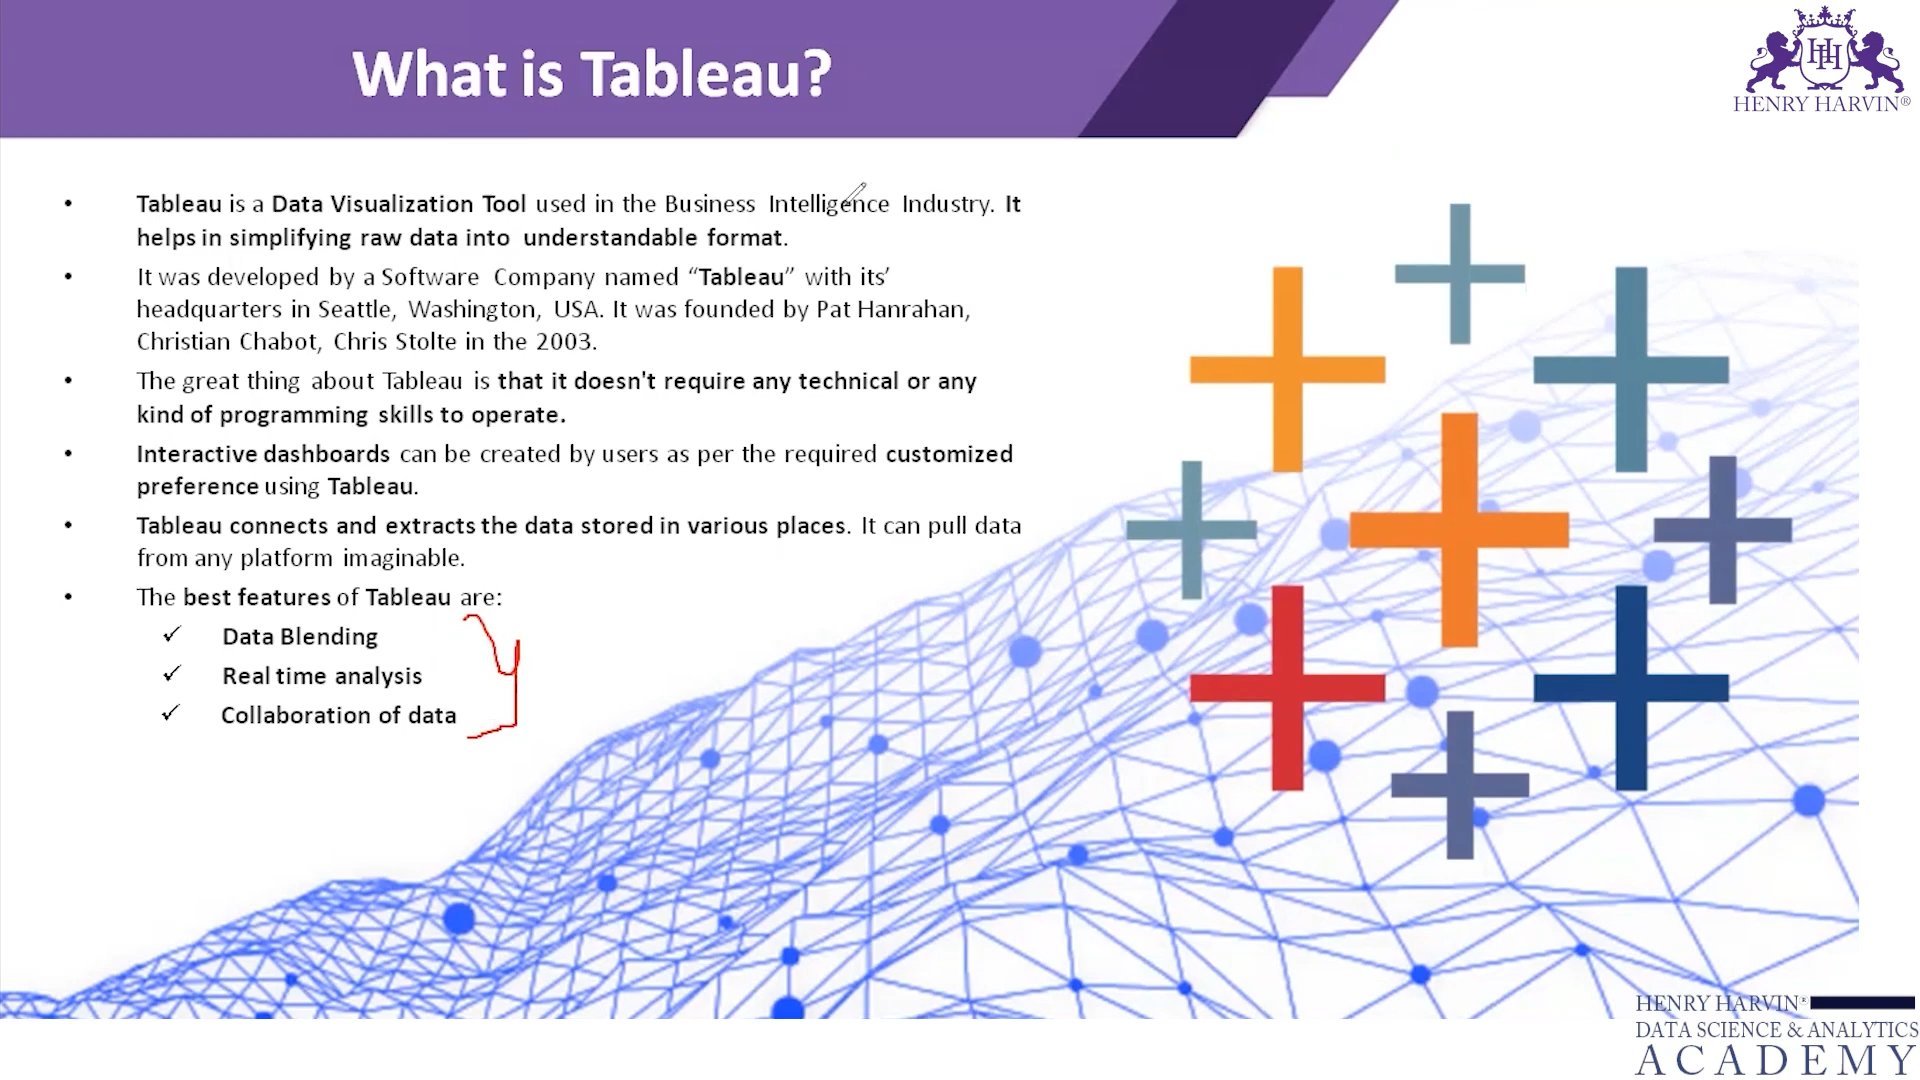 What is Tableau?
HH
HENRY HARVIN®
• Tableau is a Data Visualization Tool used in the Business Intelligence Industry. It
helps in simplifying raw data into understandable format.
• It was developed by a Software Company named “Tableau” with its’
headquarters in Seattle, Washington, USA. It was founded by Pat Hanrahan,
Christian Chabot, Chris Stolte in the 2003.
• The great thing about Tableau is that it doesn't require any technical or any
kind of programming skills to operate.
• Interactive dashboards can be created by users as per the required customized
preference using Tableau.
• Tableau connects and extracts the data stored in various places. It can pull data
from any platform imaginable.
• The best features of Tableau are:
✓ Data Blending
✓ Real time analysis
✓ Collaboration of data
HENRY HARVIN®
DATA SCIENCE & ANALYTICS
ACADEMY